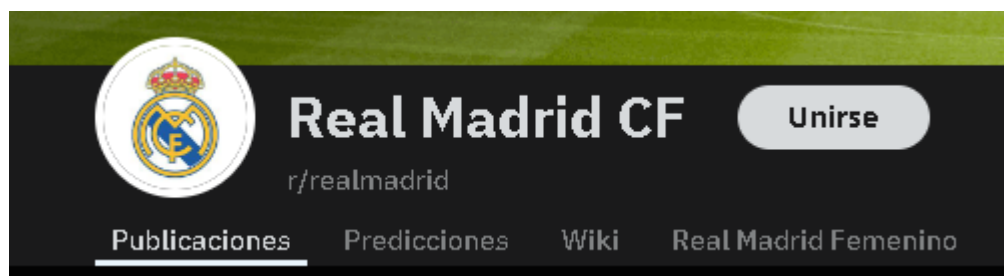 Real Madrid CF
Unirse
r/realmadrid
Publicaciones Predicciones Wiki Real Madrid Femenino